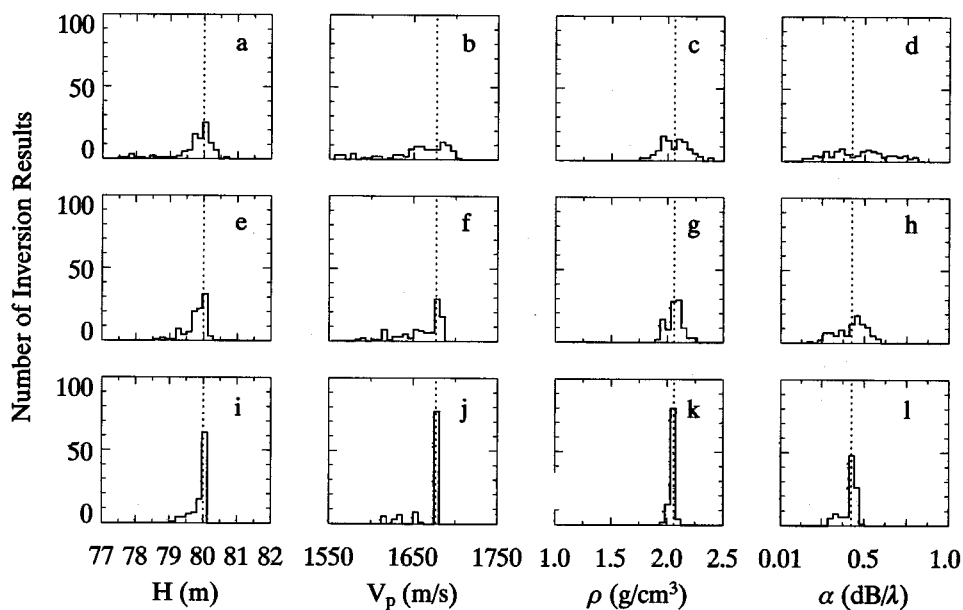 Number of Inversion Results
100
50
0
a
b
c
d
100
50
0
e
f
g
h
100
50
0
i
j
k
l
77 78 79 80 81 82
1550 1650 1750
1.0 1.5 2.0 2.5
0.01 0.5 1.0
H (m)
Vₚ (m/s)
ρ (g/cm³)
α (dB/λ)